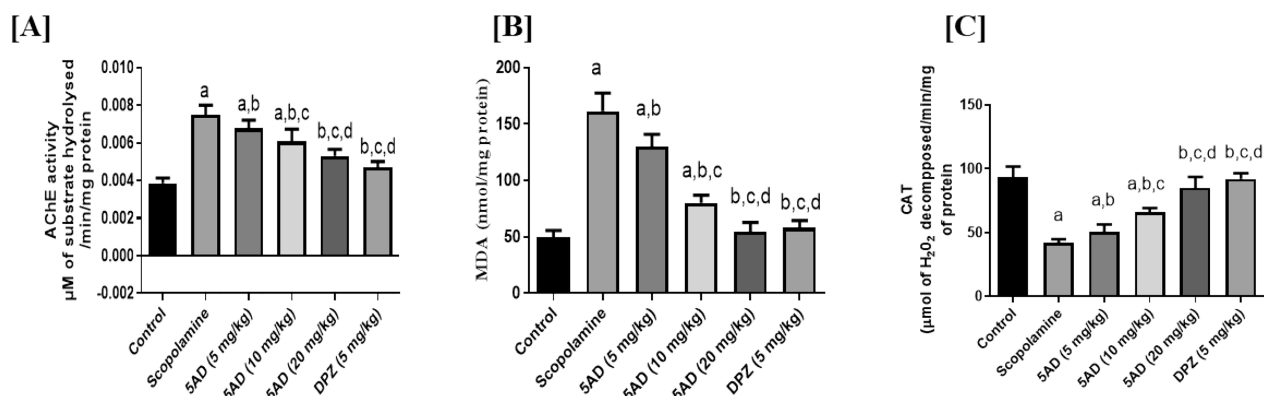 [A]
AChE activity
µM of substrate hydrolysed
/min/mg protein
0.010
0.008
0.006
0.004
0.002
0.000
-0.002
a
a,b
a,b,c
b,c,d
b,c,d
Control
Scopolamine
5AD (5 mg/kg)
5AD (10 mg/kg)
5AD (20 mg/kg)
DPZ (5 mg/kg)
[B]
MDA (nmol/mg protein)
200
150
100
50
0
a
a,b
a,b,c
b,c,d
b,c,d
Control
Scopolamine
5AD (5 mg/kg)
5AD (10 mg/kg)
5AD (20 mg/kg)
DPZ (5 mg/kg)
[C]
CAT
(µmol of H₂0₂ decompposed/min/mg
of protein
150
100
50
0
a
a,b
a,b,c
b,c,d
b,c,d
Control
Scopolamine
5AD (5 mg/kg)
5AD (10 mg/kg)
5AD (20 mg/kg)
DPZ (5 mg/kg)